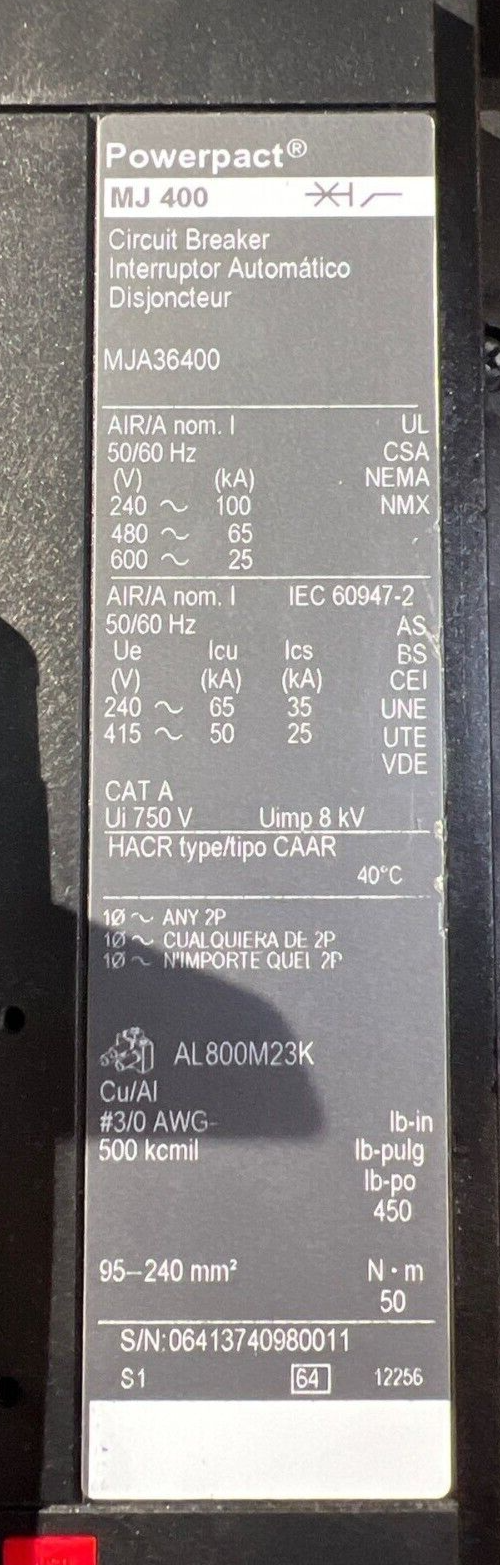 Powerpact®
MJ 400
Circuit Breaker
Interruptor Automático
Disjoncteur
MJA36400
AIR/A nom. I UL
50/60 Hz CSA
(V) (kA) NEMA
240 ~ 100 NMX
480 ~ 65
600 ~ 25
AIR/A nom. I IEC 60947-2
50/60 Hz AS
Ue Icu Ics BS
(V) (kA) (kA) CEI
240 ~ 65 35 UNE
415 ~ 50 25 UTE
VDE
CAT A
Ui 750 V Uimp 8 kV
HACR type/tipo CAAR
40°C
1Ø ~ ANY 2P
1Ø ~ CUALQUIERA DE 2P
1Ø ~ N'IMPORTE QUEL 2P
AL800M23K
Cu/Al
#3/0 AWG- lb-in
500 kcmil lb-pulg
lb-po
450
95–240 mm² N·m
50
S/N:06413740980011
S1 64 12256